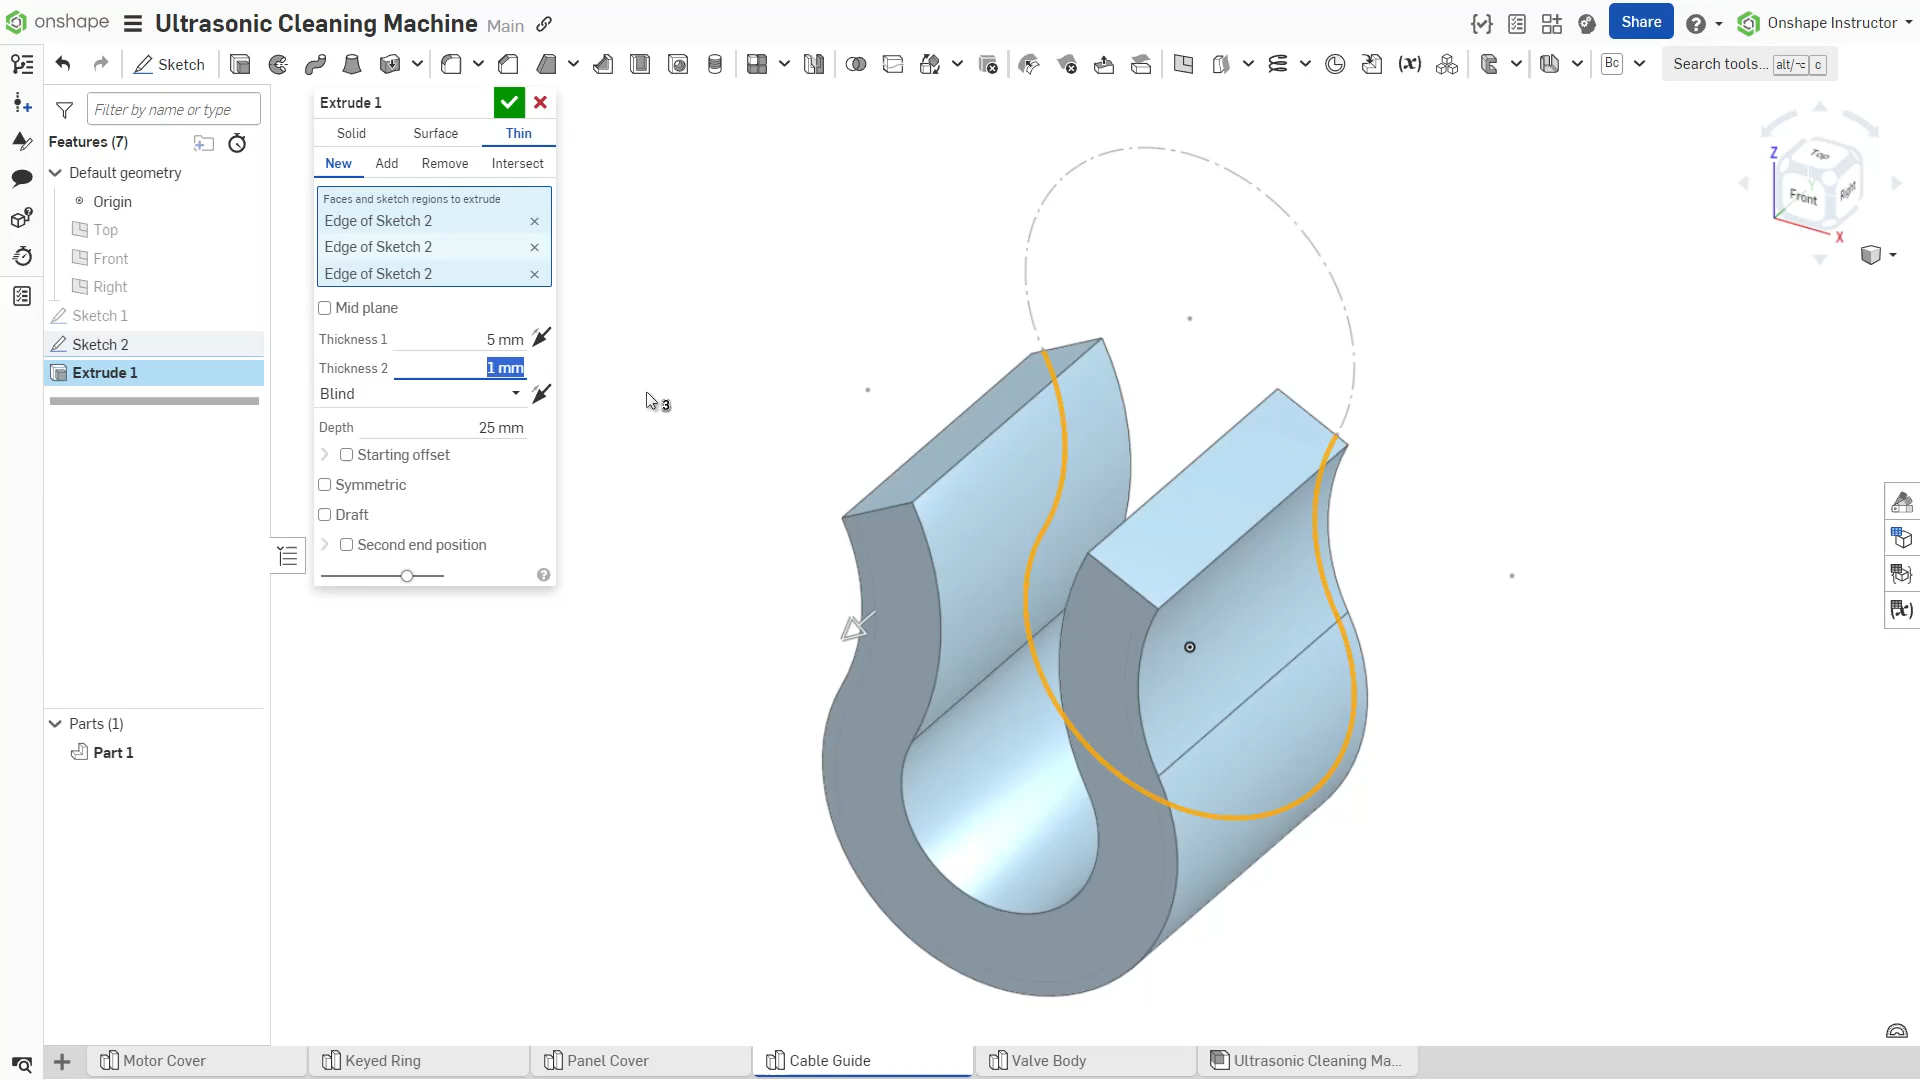 onshape
Ultrasonic Cleaning Machine Main
Share
Onshape Instructor
Sketch
Bc
Search tools... alt/⌥ c
Filter by name or type
Features (7)
Default geometry
Origin
Top
Front
Right
Sketch 1
Sketch 2
Extrude 1
Parts (1)
Part 1
Extrude 1
Solid Surface Thin
New Add Remove Intersect
Faces and sketch regions to extrude
Edge of Sketch 2
Edge of Sketch 2
Edge of Sketch 2
Mid plane
Thickness 1 5 mm
Thickness 2 1 mm
Blind
Depth 25 mm
Starting offset
Symmetric
Draft
Second end position
3
Z
Top
Y
Front
Right
X
Motor Cover
Keyed Ring
Panel Cover
Cable Guide
Valve Body
Ultrasonic Cleaning Ma...